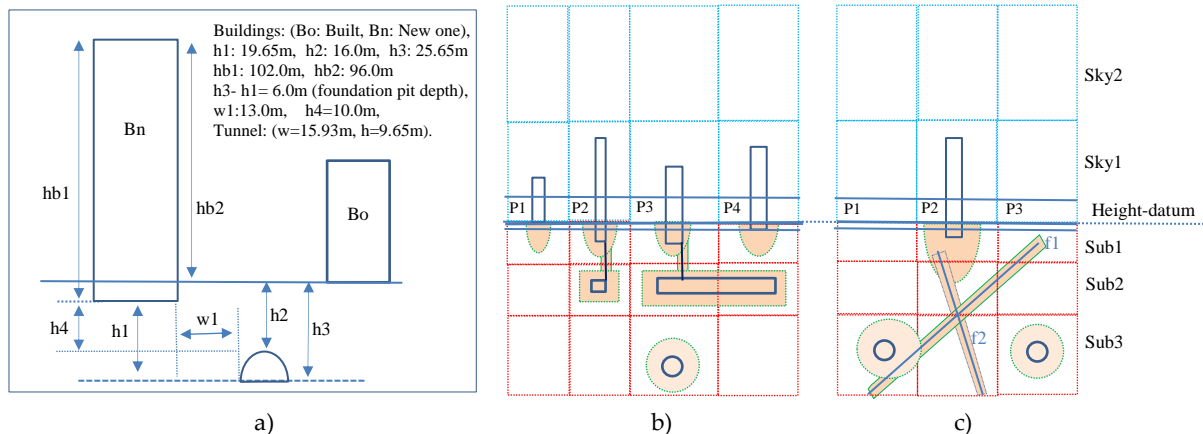 Buildings: (Bo: Built, Bn: New one),
h1: 19.65m, h2: 16.0m, h3: 25.65m
hb1: 102.0m, hb2: 96.0m
h3- h1= 6.0m (foundation pit depth),
w1:13.0m, h4=10.0m,
Tunnel: (w=15.93m, h=9.65m).
Bn
hb1
hb2
Bo
h4
h1
w1
h2
h3
a)
P1
P2
P3
P4
b)
Sky2
Sky1
P1
P2
P3
Height-datum
f1
Sub1
Sub2
f2
Sub3
c)